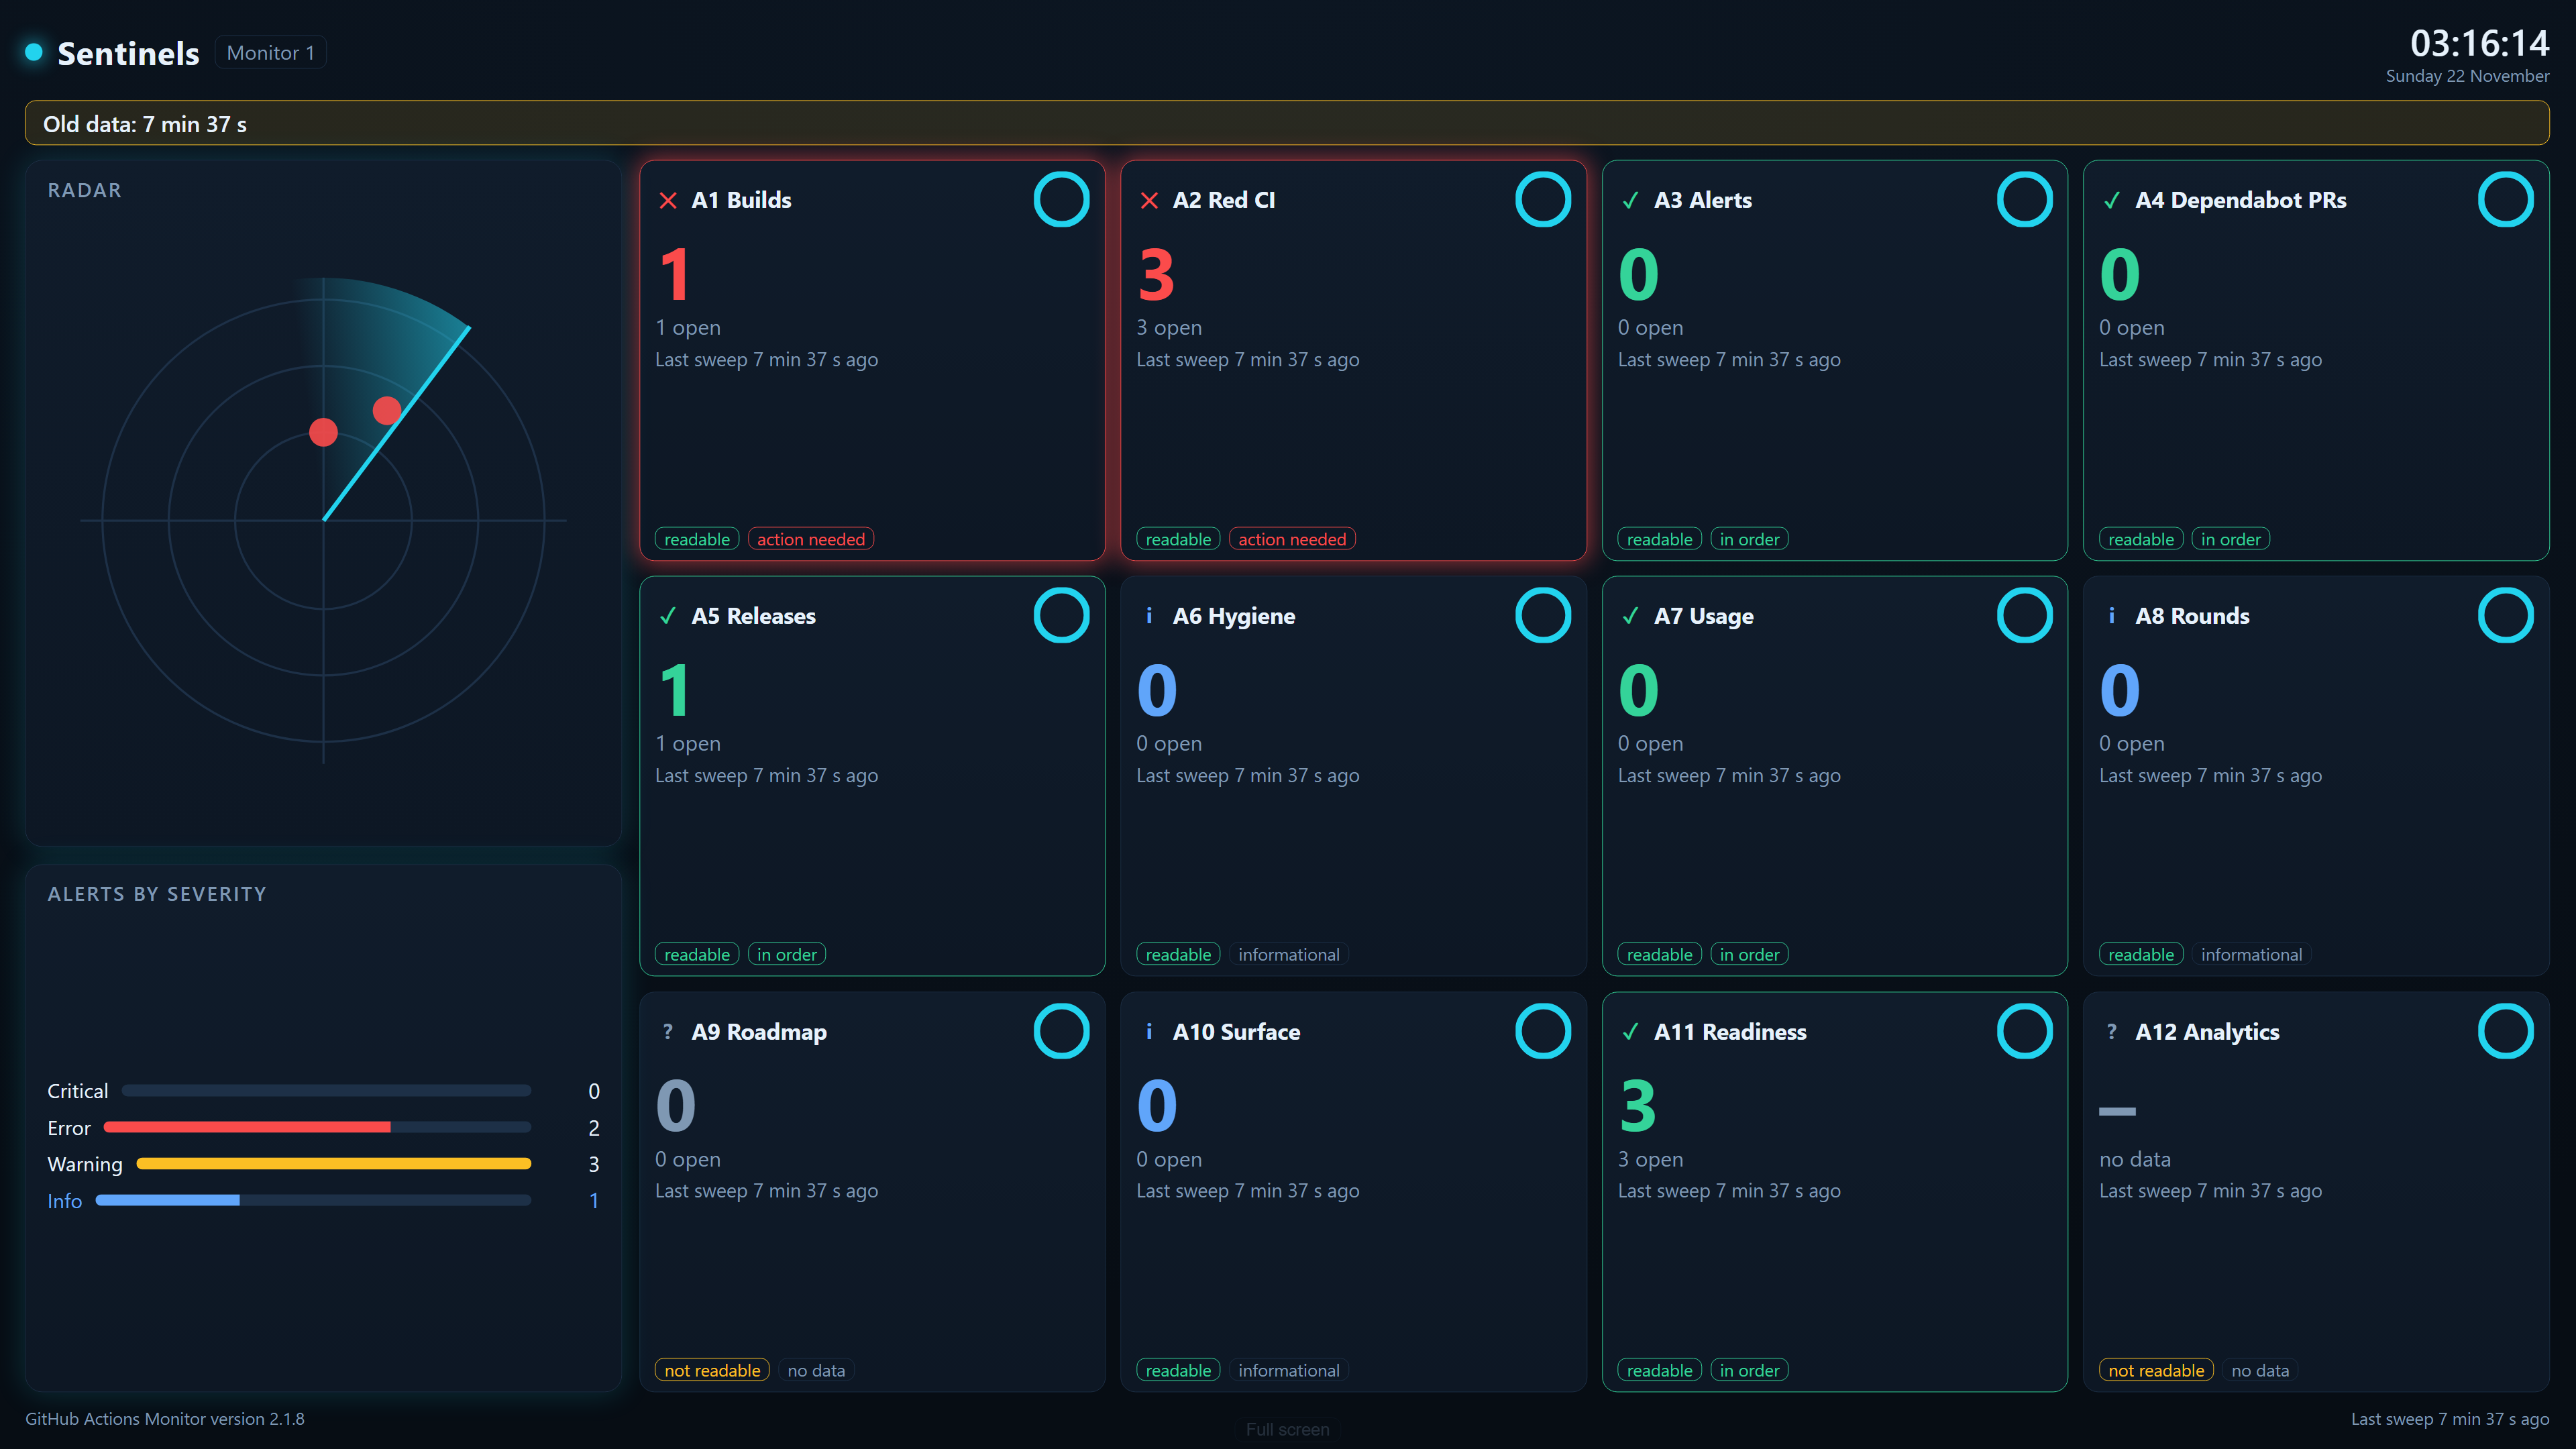 Sentinels
Monitor 1
03:16:14
Sunday 22 November
Old data: 7 min 37 s
RADAR
A1 Builds
1
1 open
Last sweep 7 min 37 s ago
readable
action needed
A2 Red CI
3
3 open
Last sweep 7 min 37 s ago
readable
action needed
A3 Alerts
0
0 open
Last sweep 7 min 37 s ago
readable
in order
A4 Dependabot PRs
0
0 open
Last sweep 7 min 37 s ago
readable
in order
A5 Releases
1
1 open
Last sweep 7 min 37 s ago
readable
in order
A6 Hygiene
0
0 open
Last sweep 7 min 37 s ago
readable
informational
A7 Usage
0
0 open
Last sweep 7 min 37 s ago
readable
in order
A8 Rounds
0
0 open
Last sweep 7 min 37 s ago
readable
informational
ALERTS BY SEVERITY
Critical 0
Error 2
Warning 3
Info 1
A9 Roadmap
0
0 open
Last sweep 7 min 37 s ago
not readable
no data
A10 Surface
0
0 open
Last sweep 7 min 37 s ago
readable
informational
A11 Readiness
3
3 open
Last sweep 7 min 37 s ago
readable
in order
A12 Analytics
—
no data
Last sweep 7 min 37 s ago
not readable
no data
GitHub Actions Monitor version 2.1.8
Full screen
Last sweep 7 min 37 s ago